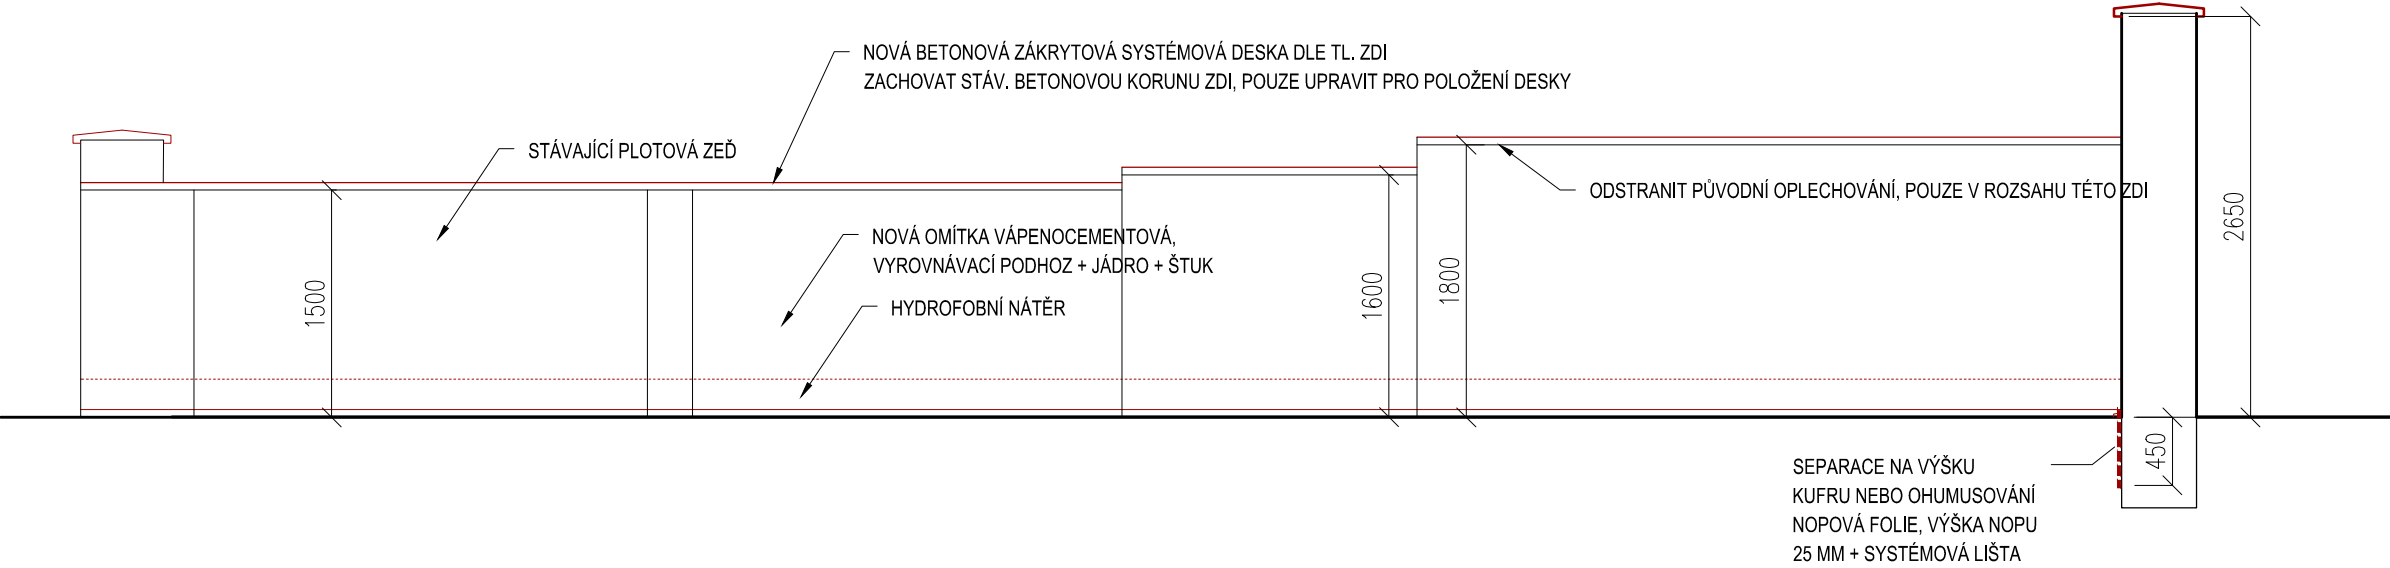 NOVÁ BETONOVÁ ZÁKRYTOVÁ SYSTÉMOVÁ DESKA DLE TL. ZDI
ZACHOVAT STÁV. BETONOVOU KORUNU ZDI, POUZE UPRAVIT PRO POLOŽENÍ DESKY
STÁVAJÍCÍ PLOTOVÁ ZEĎ
ODSTRANIT PŮVODNÍ OPLECHOVÁNÍ, POUZE V ROZSAHU TÉTO ZDI
2650
NOVÁ OMÍTKA VÁPENOCEMENTOVÁ,
VYROVNÁVACÍ PODHOZ + JÁDRO + ŠTUK
HYDROFOBNÍ NÁTĚR
1500
1600
1800
450
SEPARACE NA VÝŠKU
KUFRU NEBO OHUMUSOVÁNÍ
NOPOVÁ FOLIE, VÝŠKA NOPU
25 MM + SYSTÉMOVÁ LIŠTA